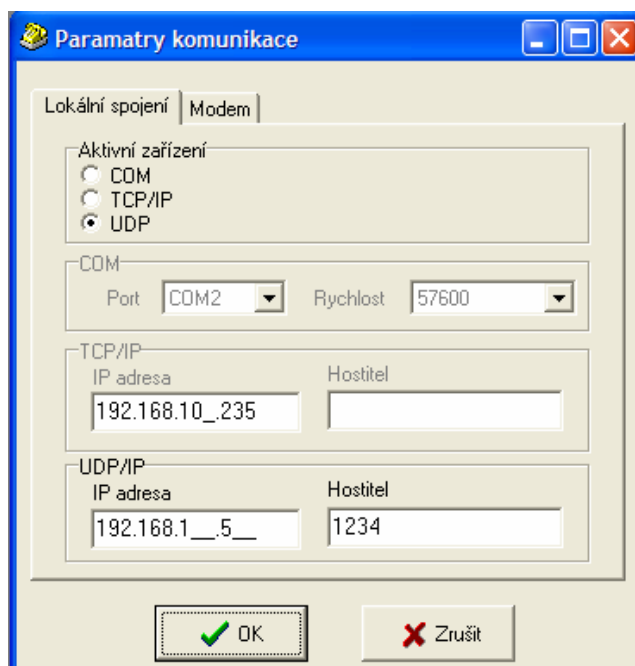 Paramatry komunikace
Lokální spojení Modem
Aktivní zařízení
COM
TCP/IP
UDP
COM
Port COM2 Rychlost 57600
TCP/IP
IP adresa Hostitel
192.168.10_.235
UDP/IP
IP adresa Hostitel
192.168.1__.5__ 1234
OK Zrušit